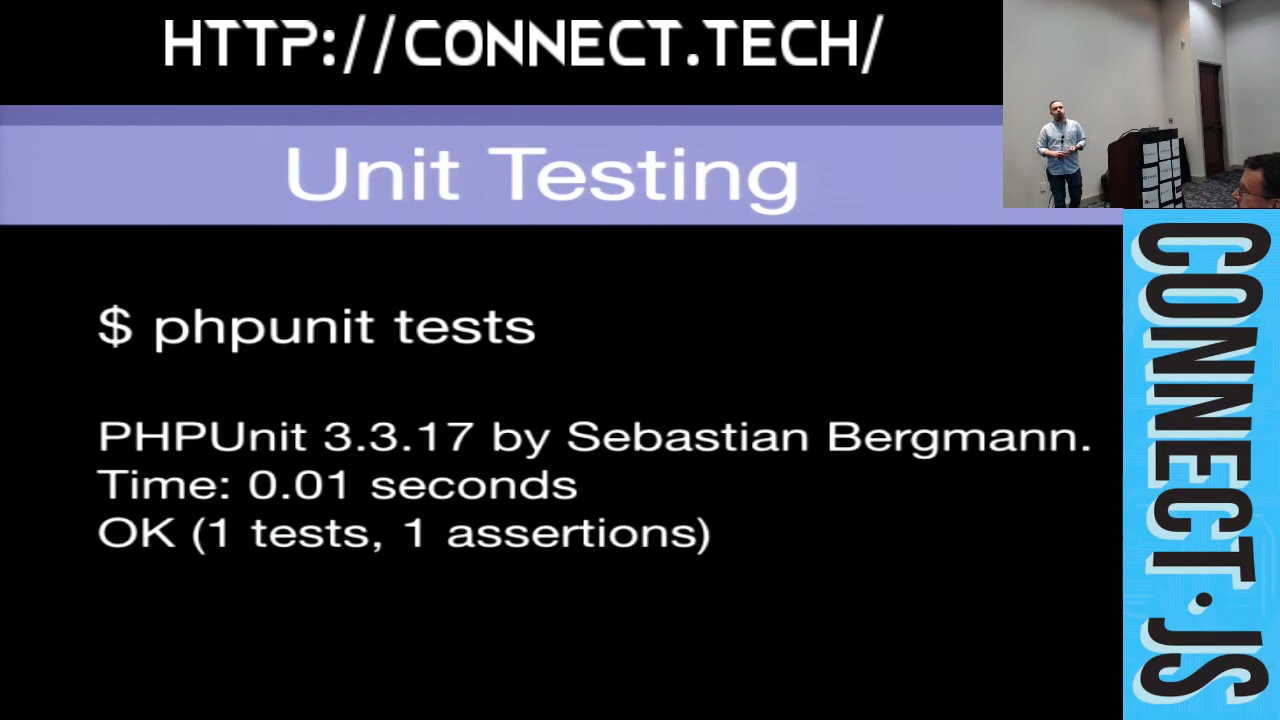 HTTP://CONNECT.TECH/
Unit Testing
$ phpunit tests
PHPUnit 3.3.17 by Sebastian Bergmann.
Time: 0.01 seconds
OK (1 tests, 1 assertions)
CONNECT.JS